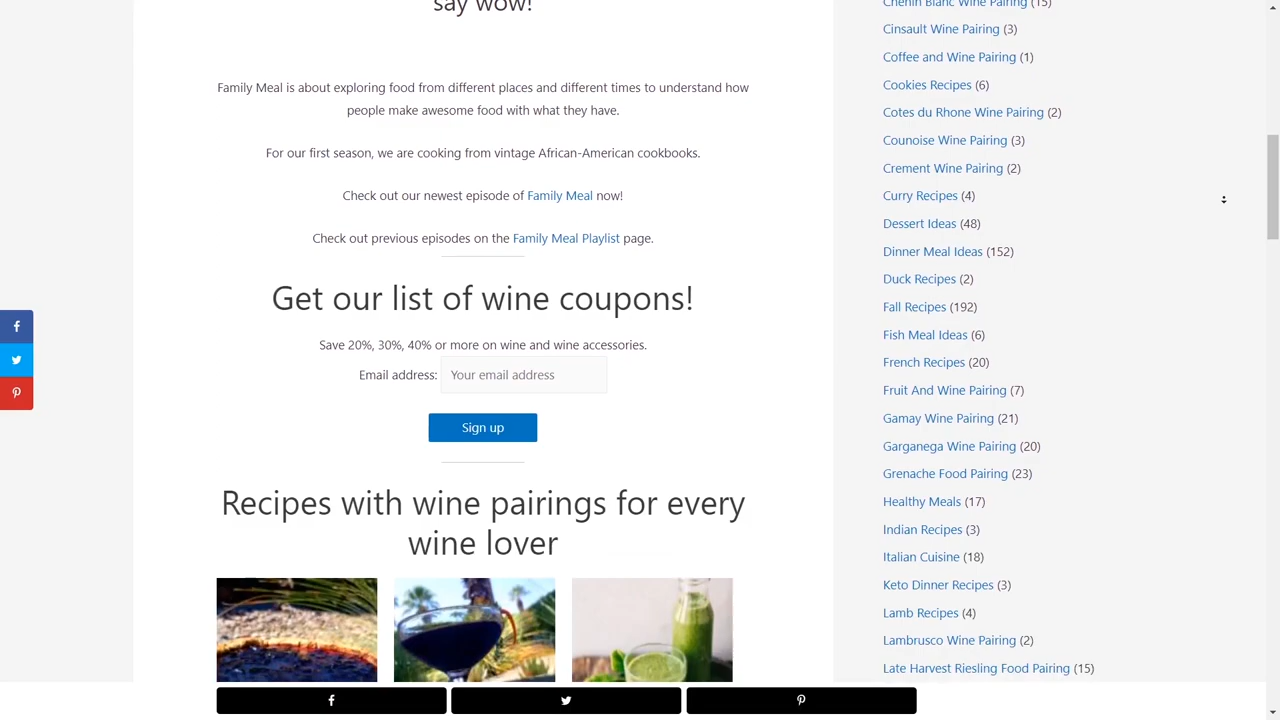 say wow!
Family Meal is about exploring food from different places and different times to understand how
people make awesome food with what they have.
For our first season, we are cooking from vintage African-American cookbooks.
Check out our newest episode of Family Meal now!
Check out previous episodes on the Family Meal Playlist page.
Get our list of wine coupons!
Save 20%, 30%, 40% or more on wine and wine accessories.
Email address: Your email address
Sign up
Recipes with wine pairings for every
wine lover
Chenin Blanc Wine Pairing (15)
Cinsault Wine Pairing (3)
Coffee and Wine Pairing (1)
Cookies Recipes (6)
Cotes du Rhone Wine Pairing (2)
Counoise Wine Pairing (3)
Crement Wine Pairing (2)
Curry Recipes (4)
Dessert Ideas (48)
Dinner Meal Ideas (152)
Duck Recipes (2)
Fall Recipes (192)
Fish Meal Ideas (6)
French Recipes (20)
Fruit And Wine Pairing (7)
Gamay Wine Pairing (21)
Garganega Wine Pairing (20)
Grenache Food Pairing (23)
Healthy Meals (17)
Indian Recipes (3)
Italian Cuisine (18)
Keto Dinner Recipes (3)
Lamb Recipes (4)
Lambrusco Wine Pairing (2)
Late Harvest Riesling Food Pairing (15)